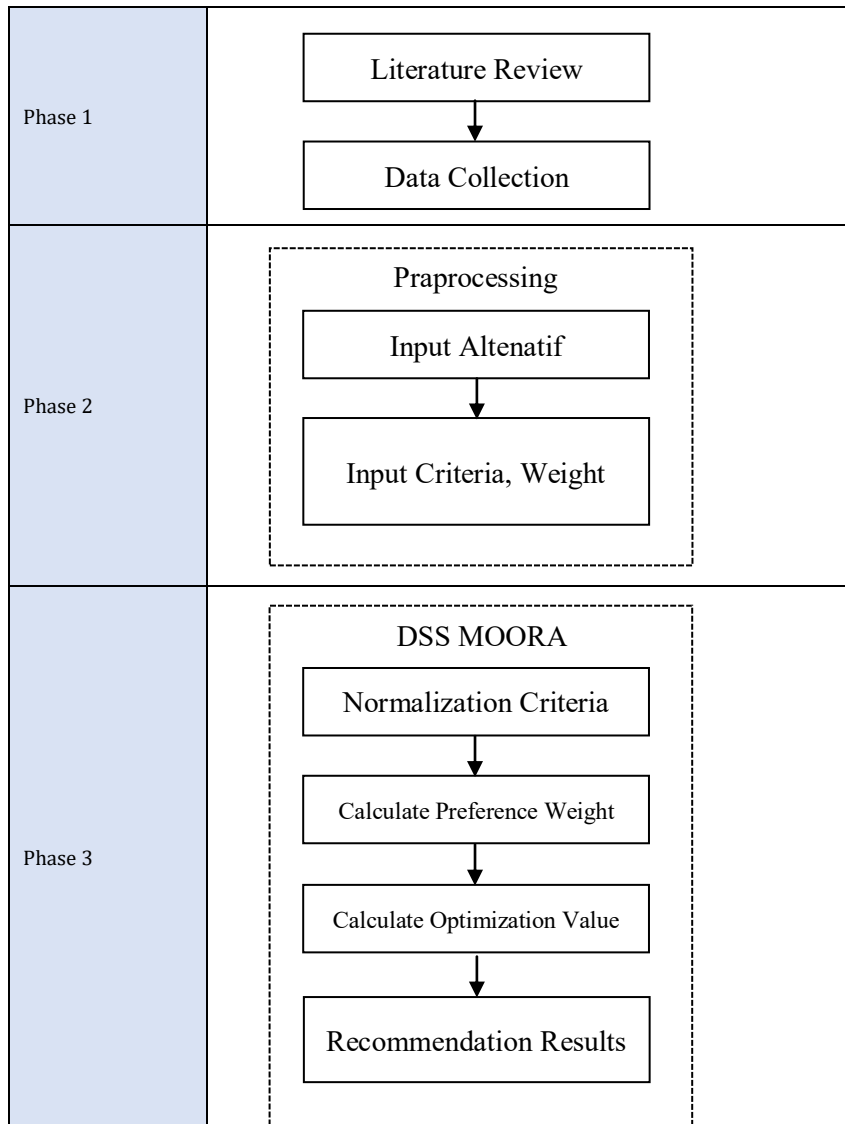 Phase 1
Literature Review
Data Collection
Phase 2
Praprocessing
Input Altenatif
Input Criteria, Weight
Phase 3
DSS MOORA
Normalization Criteria
Calculate Preference Weight
Calculate Optimization Value
Recommendation Results